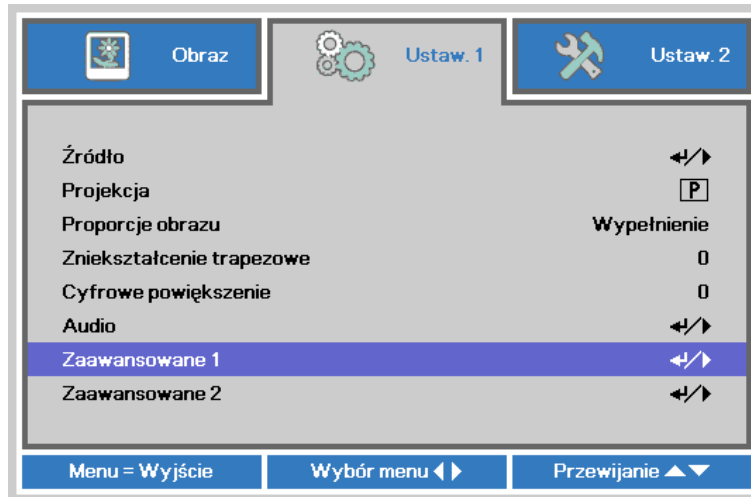 Obraz
Ustaw. 1
Ustaw. 2
Źródło
Projekcja P
Proporcje obrazu Wypełnienie
Zniekształcenie trapezowe 0
Cyfrowe powiększenie 0
Audio
Zaawansowane 1
Zaawansowane 2
Menu = Wyjście
Wybór menu
Przewijanie